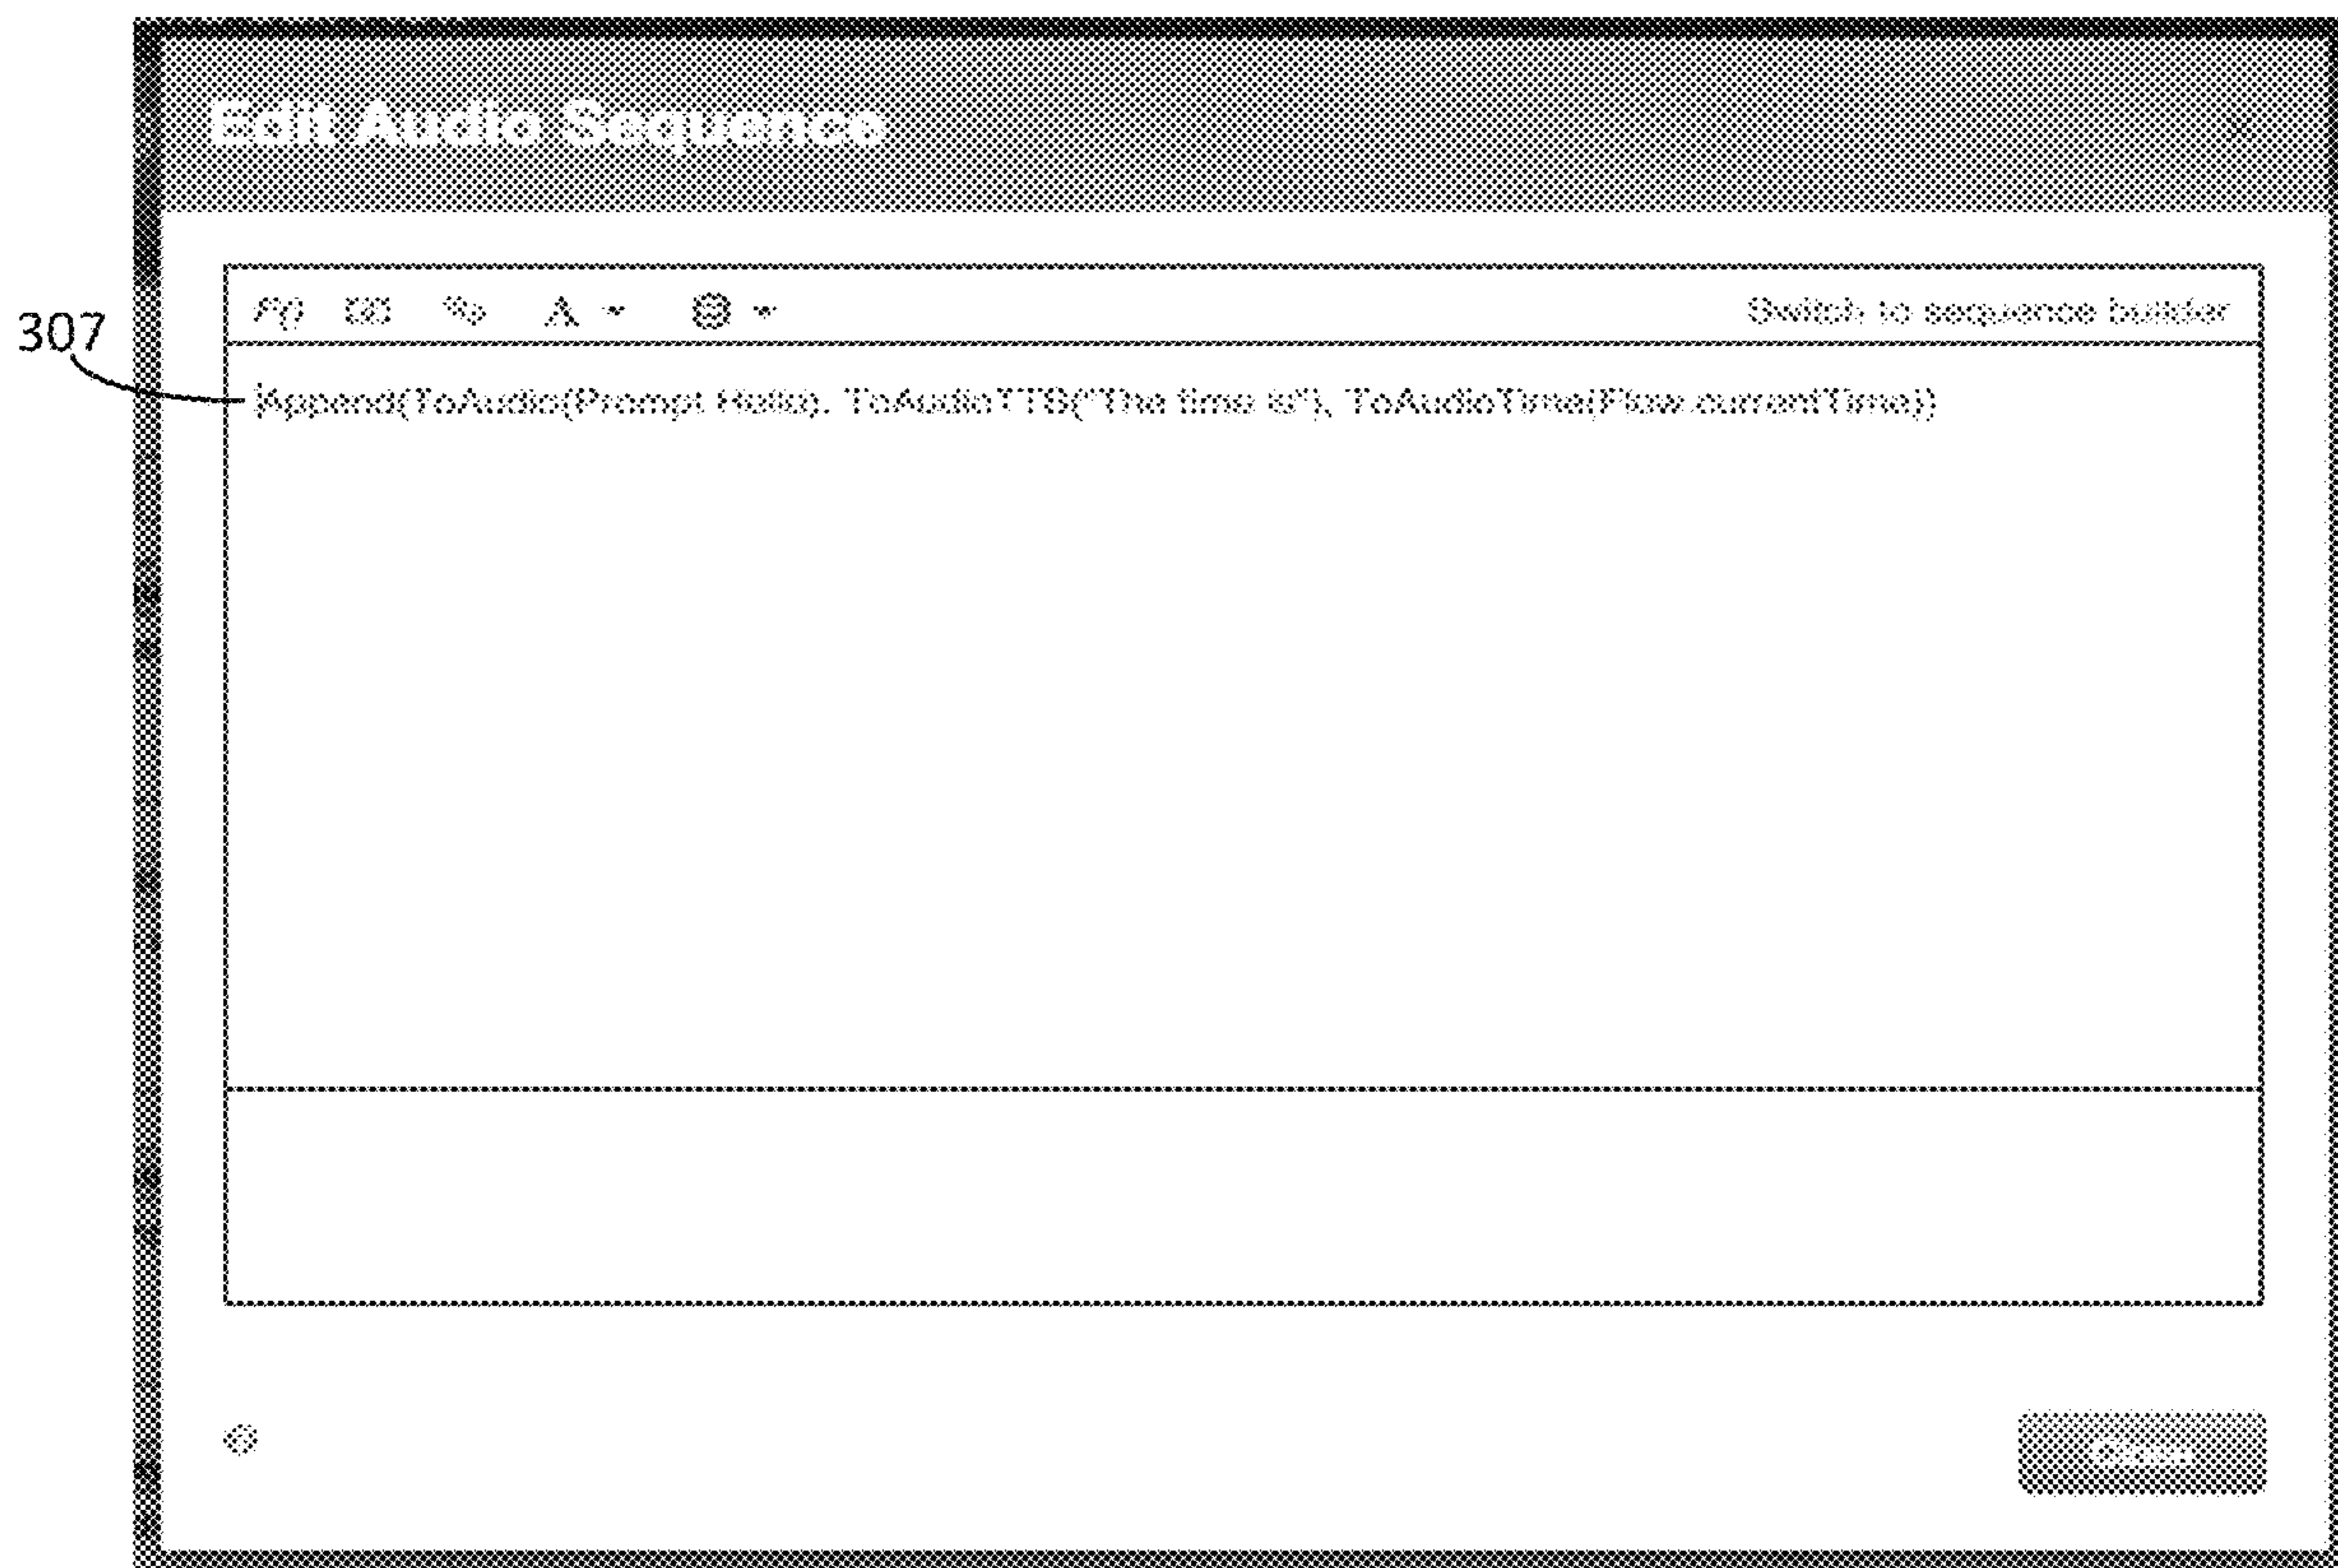 Edit Audio Sequence
A Switch to sequence builder
307
Append(ToAudio(Prompt.Hello), ToAudioTTS("The time is"), ToAudioTime(Flow.currentTime))
Close